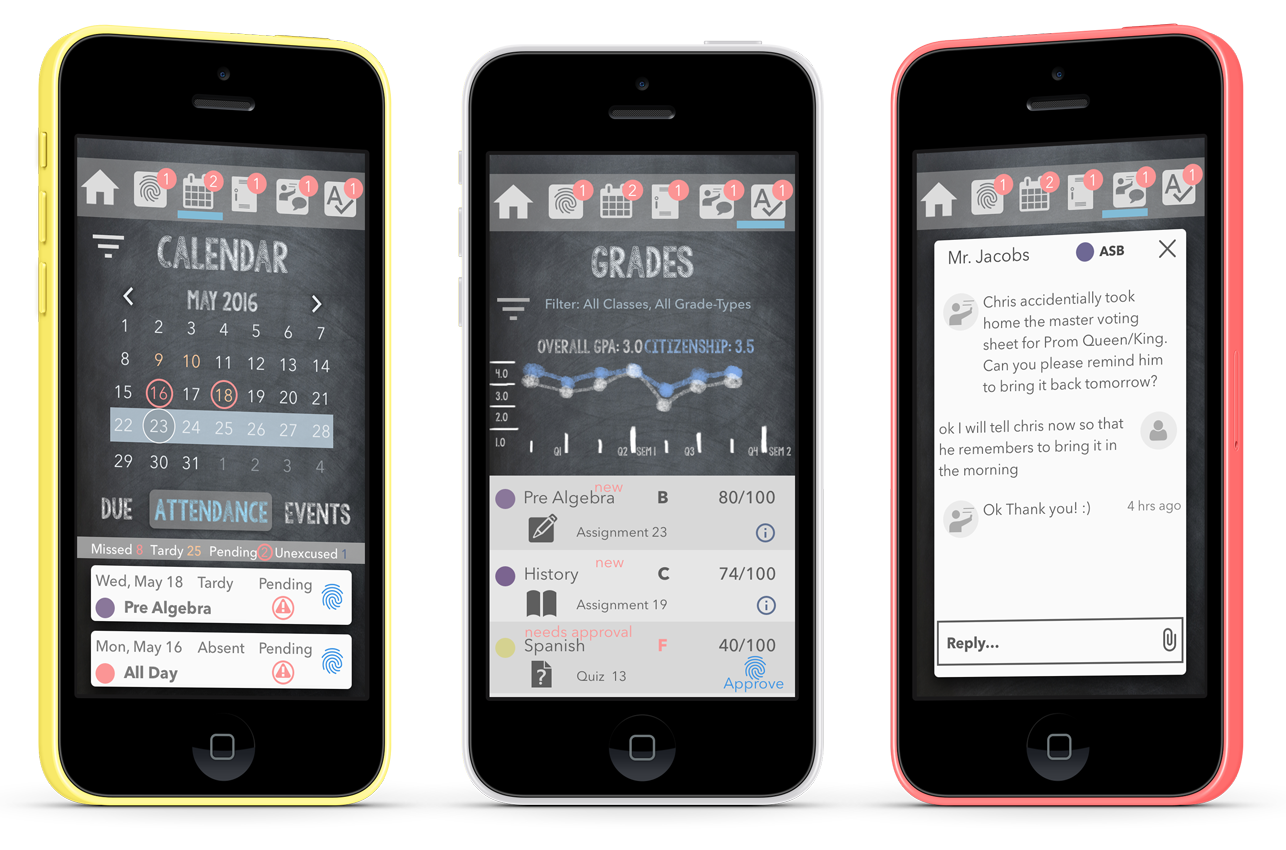 1 2 1 1 1
CALENDAR
MAY 2016
1 2 3 4 5 6 7
8 9 10 11 12 13 14
15 16 17 18 19 20 21
22 23 24 25 26 27 28
29 30 31 1 2 3 4
DUE ATTENDANCE EVENTS
Missed 8 Tardy 25 Pending 2 Unexcused 1
Wed, May 18 Tardy Pending
Pre Algebra
Mon, May 16 Absent Pending
All Day
1 2 1 1 A 1
GRADES
Filter: All Classes, All Grade-Types
OVERALL GPA: 3.0 CITIZENSHIP: 3.5
4.0
3.0
2.0
1.0
Q1 Q2 SEM 1 Q3 Q4 SEM 2
new
Pre Algebra B 80/100
Assignment 23
new
History C 74/100
Assignment 19
needs approval
Spanish F 40/100
Quiz 13
Approve
1 2 1 1 A 1
Mr. Jacobs ASB
Chris accidentially took
home the master voting
sheet for Prom Queen/King.
Can you please remind him
to bring it back tomorrow?
ok I will tell chris now so that
he remembers to bring it in
the morning
Ok Thank you! :) 4 hrs ago
Reply...